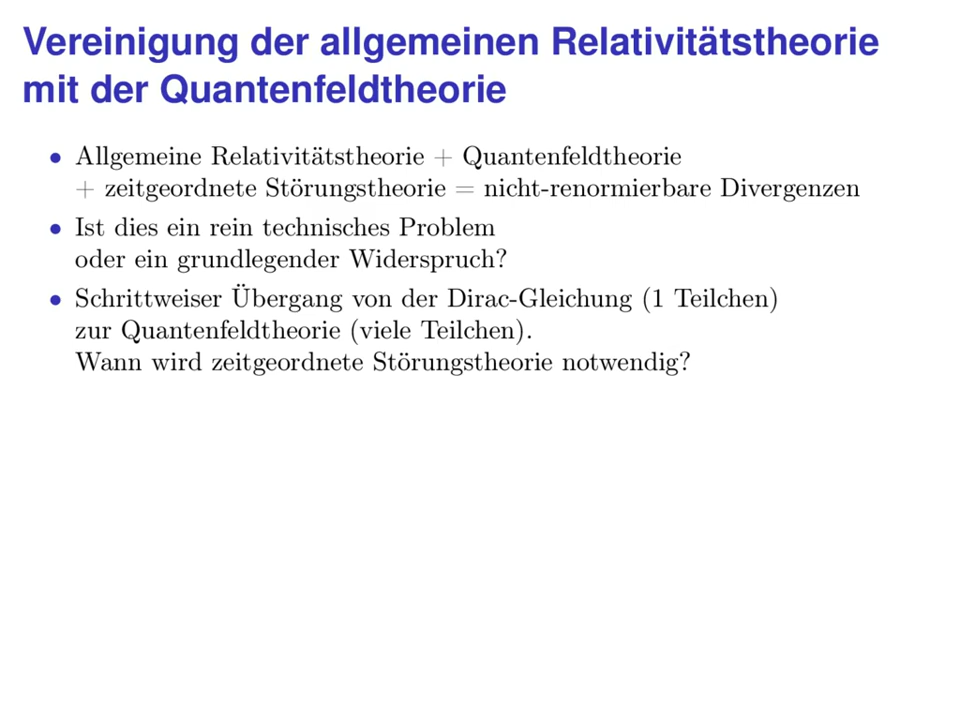 Vereinigung der allgemeinen Relativitätstheorie
mit der Quantenfeldtheorie
• Allgemeine Relativitätstheorie + Quantenfeldtheorie
+ zeitgeordnete Störungstheorie = nicht-renormierbare Divergenzen
• Ist dies ein rein technisches Problem
oder ein grundlegender Widerspruch?
• Schrittweiser Übergang von der Dirac-Gleichung (1 Teilchen)
zur Quantenfeldtheorie (viele Teilchen).
Wann wird zeitgeordnete Störungstheorie notwendig?